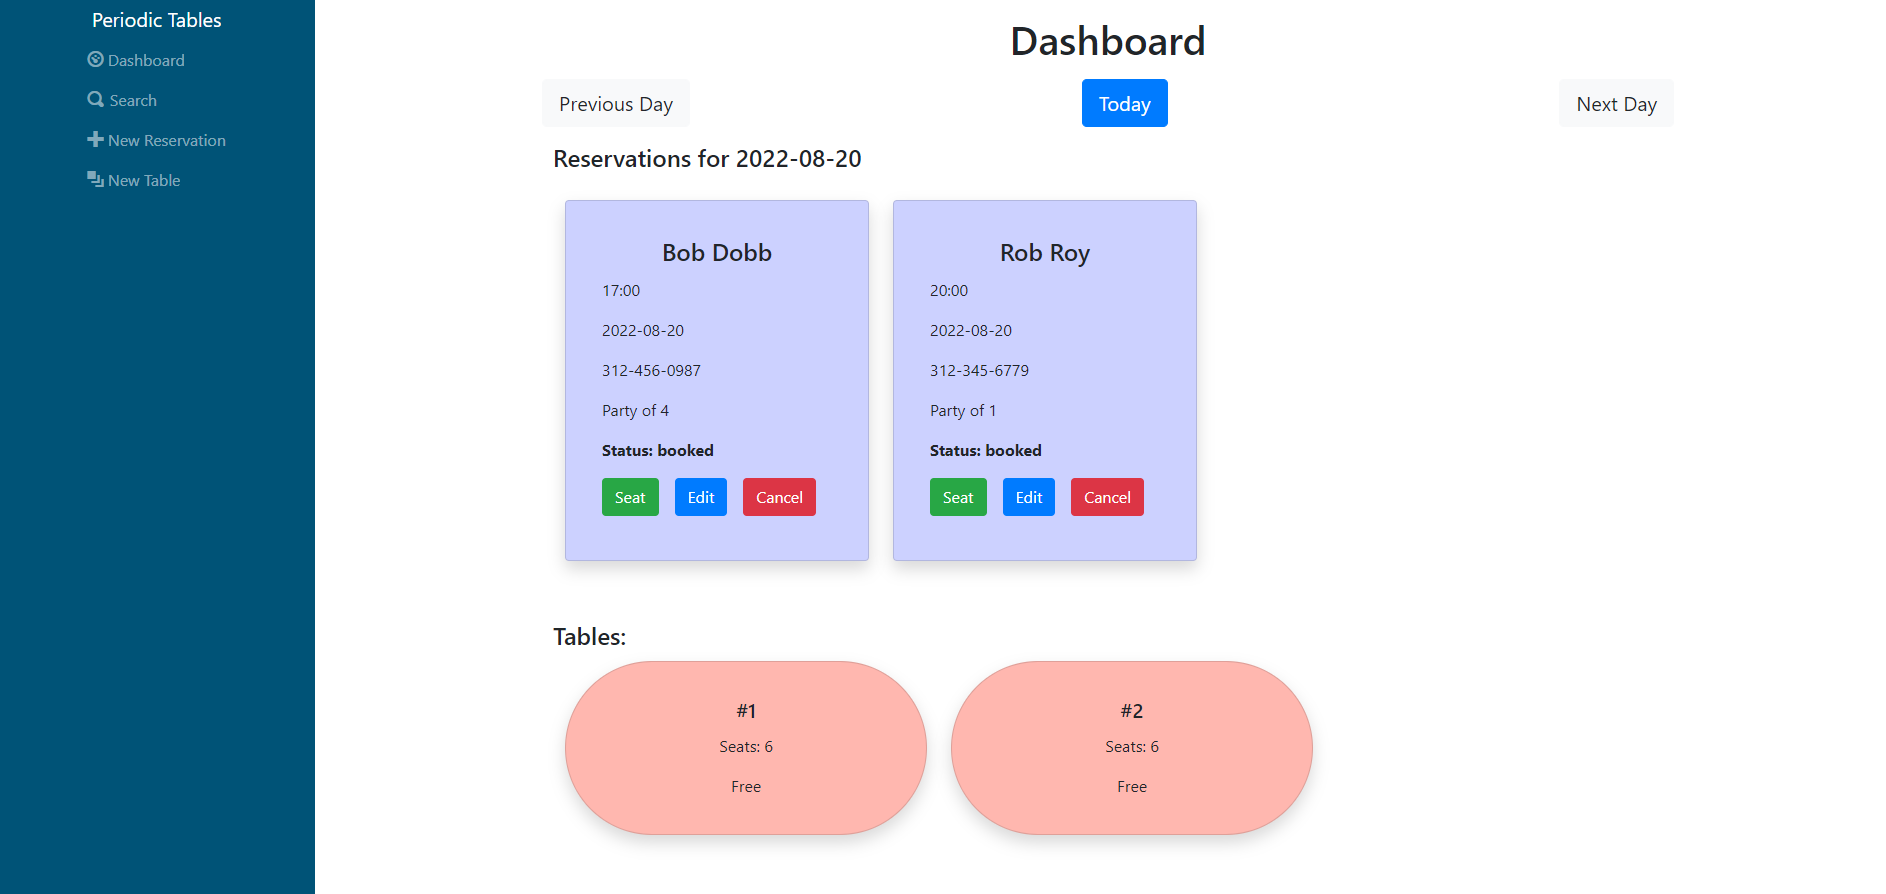 Periodic Tables
Dashboard
Search
New Reservation
New Table
Dashboard
Previous Day
Today
Next Day
Reservations for 2022-08-20
Bob Dobb
17:00
2022-08-20
312-456-0987
Party of 4
Status: booked
Seat Edit Cancel
Rob Roy
20:00
2022-08-20
312-345-6779
Party of 1
Status: booked
Seat Edit Cancel
Tables:
#1
Seats: 6
Free
#2
Seats: 6
Free